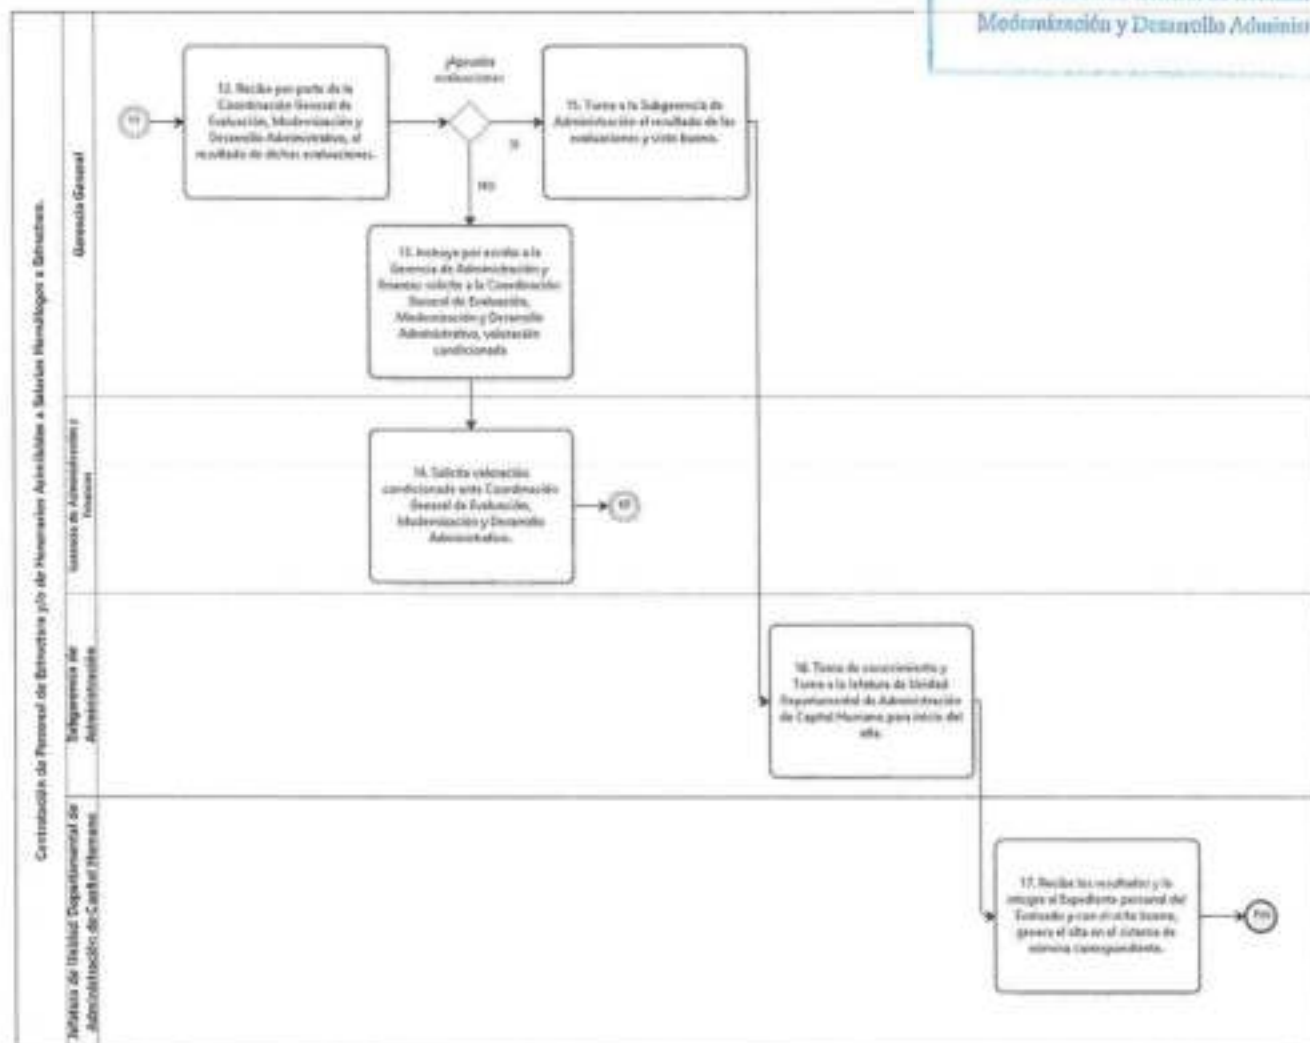 Modernización y Desarrollo Administ
Contratación de Personal de Estructura y/o de Honorarios Asimilables a Salarios Homólogos a Estructura.
Gerencia General
12. Recibe por parte de la
Coordinación General de
Evaluación, Modernización y
Desarrollo Administrativo, el
resultado de dichas evaluaciones.
¿Aprueba
evaluaciones
SI
NO
15. Turna a la Subgerencia de
Administración el resultado de las
evaluaciones y visto bueno.
13. Instruye por escrito a la
Gerencia de Administración y
Finanzas solicite a la Coordinación
General de Evaluación,
Modernización y Desarrollo
Administrativo, valoración
condicionada
Gerencia de Administración y
Finanzas
14. Solicita valoración
condicionada ante Coordinación
General de Evaluación,
Modernización y Desarrollo
Administrativo.
Subgerencia de
Administración
16. Toma de conocimiento y
Turna a la Jefatura de Unidad
Departamental de Administración
de Capital Humano para inicio del
alta.
Jefatura de Unidad Departamental de
Administración de Capital Humano
17. Recibe los resultados y lo
integra al Expediente personal del
Evaluado y con el visto bueno,
genera el alta en el sistema de
nómina correspondiente.
Fin